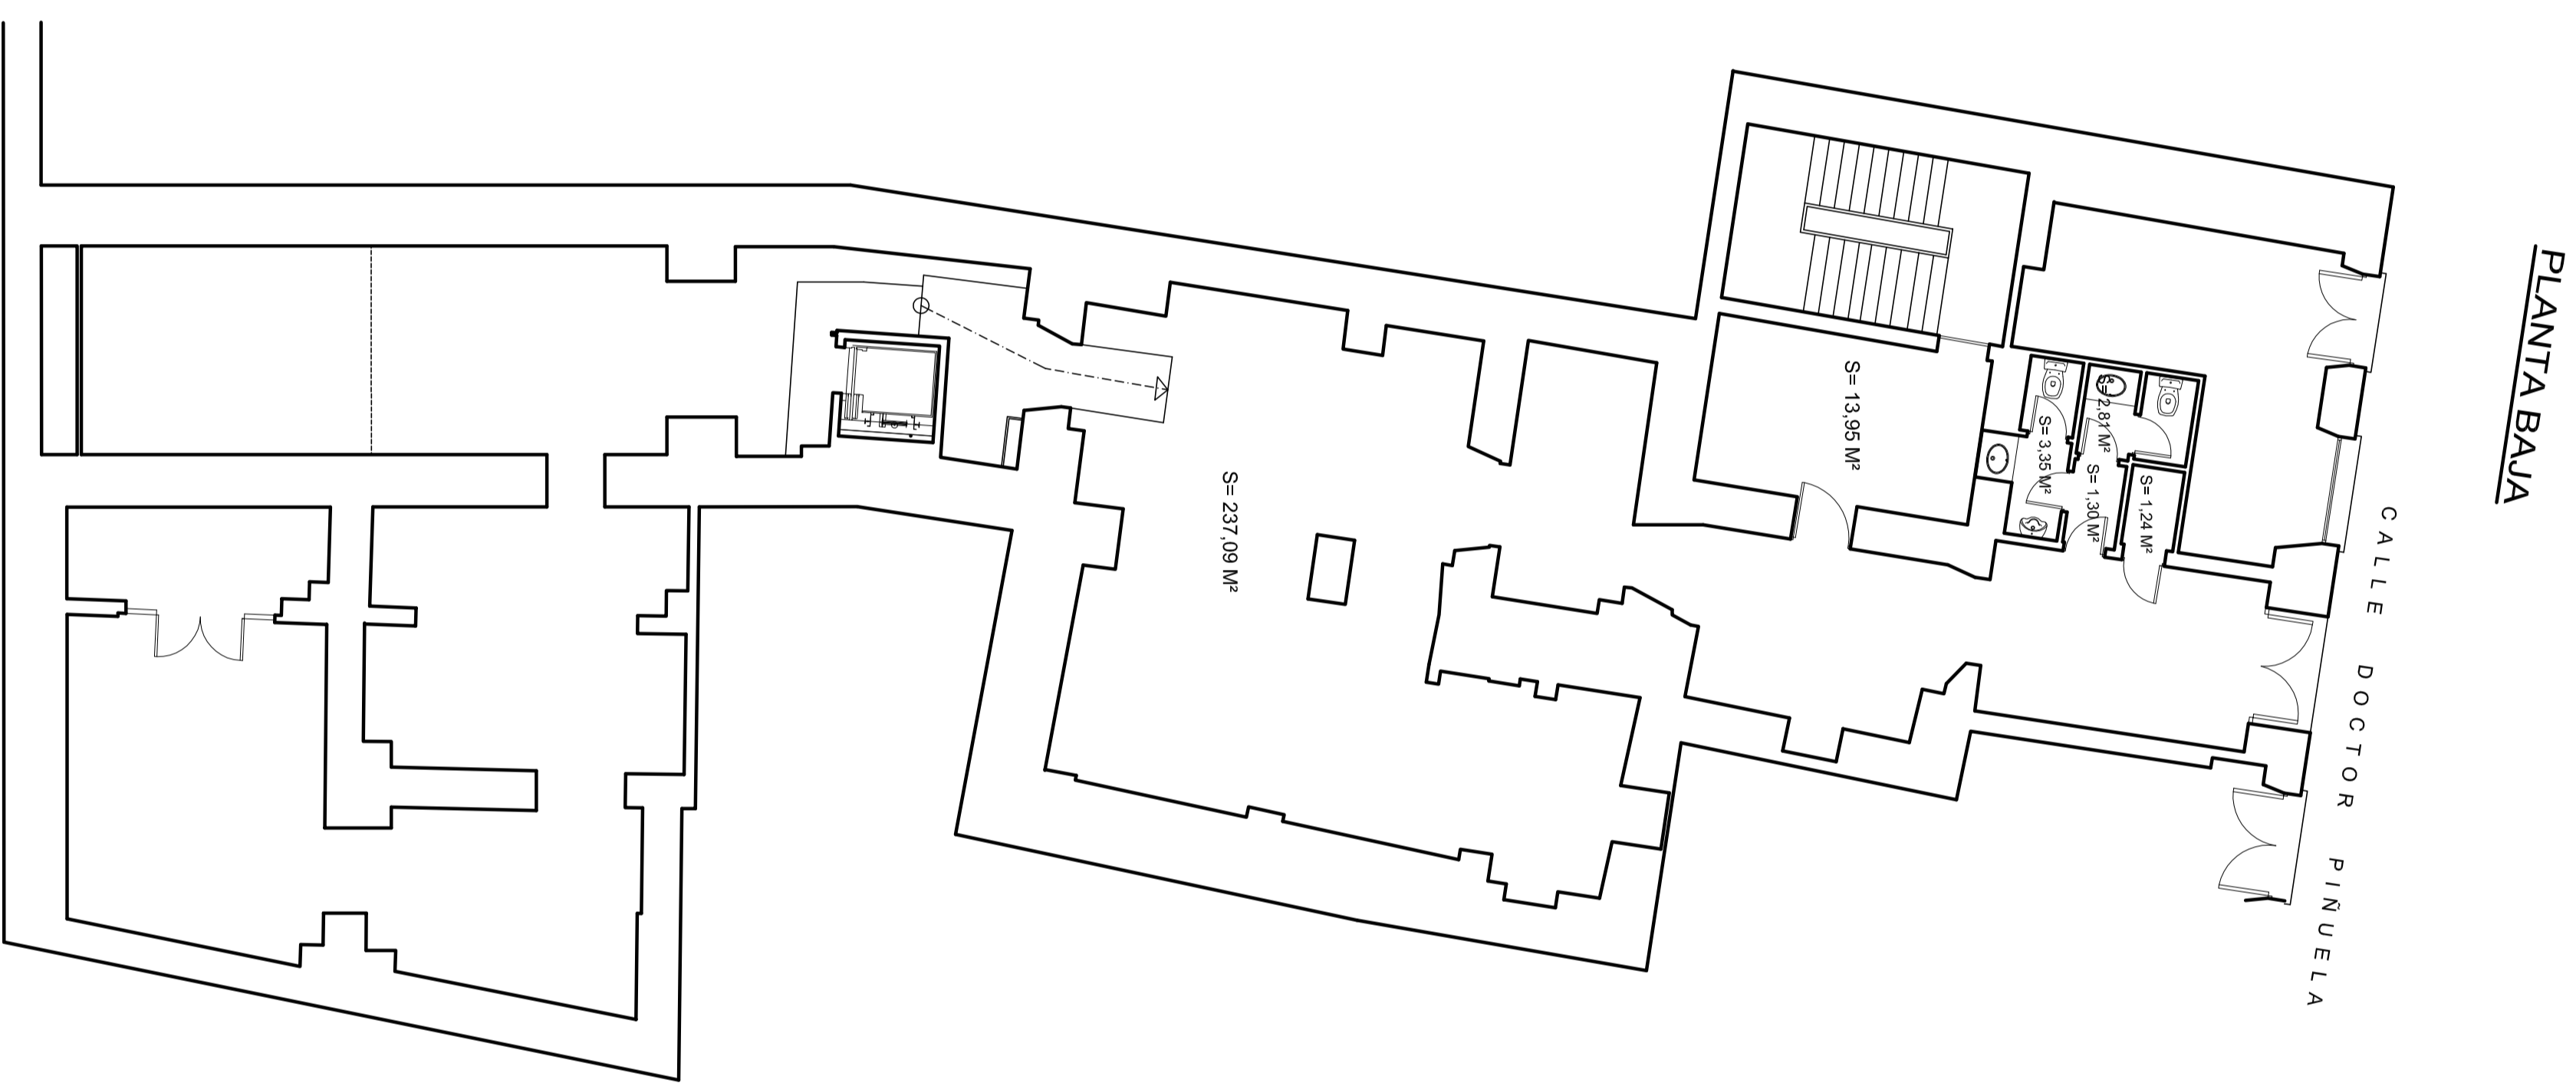 PLANTA BAJA
CALLE DOCTOR PIÑUELA
S= 1,24 M²
S= 1,30 M²
S= 2,81 M²
S= 3,35 M²
S= 13,95 M²
S= 237,09 M²